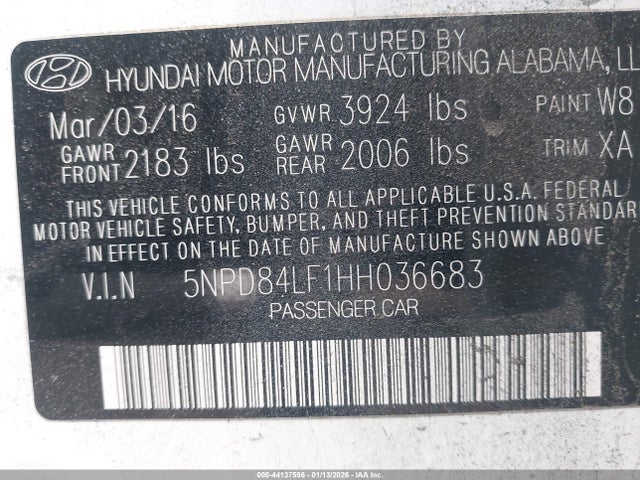 MANUFACTURED BY
HYUNDAI MOTOR MANUFACTURING ALABAMA, LL
Mar/03/16 GVWR 3924 lbs PAINT W8
GAWR FRONT 2183 lbs GAWR REAR 2006 lbs TRIM XA
THIS VEHICLE CONFORMS TO ALL APPLICABLE U.S.A. FEDERAL
MOTOR VEHICLE SAFETY, BUMPER, AND THEFT PREVENTION STANDAR
IN EFFECT ON THE DATE OF MANUFACTURE SHOWN ABOVE.
V.I.N 5NPD84LF1HH036683
PASSENGER CAR
000-44137596 - 01/13/2026 - COPART